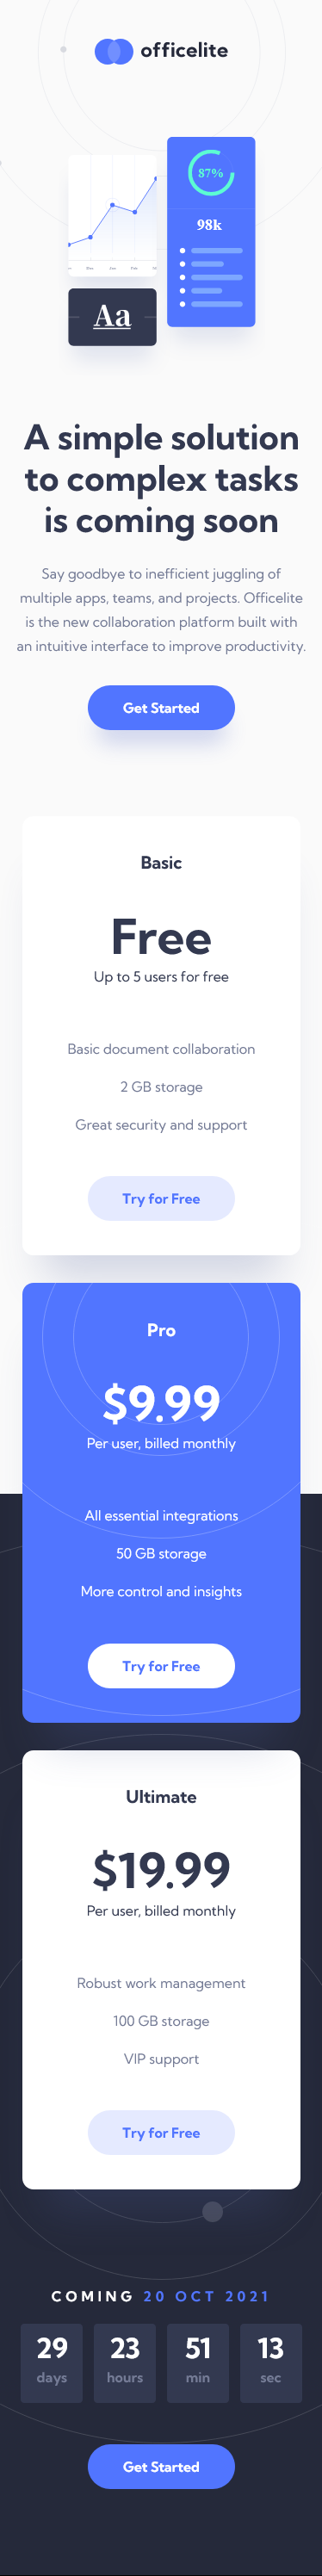 officelite
87%
98k
Aa
A simple solution
to complex tasks
is coming soon
Say goodbye to inefficient juggling of
multiple apps, teams, and projects. Officelite
is the new collaboration platform built with
an intuitive interface to improve productivity.
Get Started
Basic
Free
Up to 5 users for free
Basic document collaboration
2 GB storage
Great security and support
Try for Free
Pro
$9.99
Per user, billed monthly
All essential integrations
50 GB storage
More control and insights
Try for Free
Ultimate
$19.99
Per user, billed monthly
Robust work management
100 GB storage
VIP support
Try for Free
COMING 20 OCT 2021
29 23 51 13
days hours min sec
Get Started